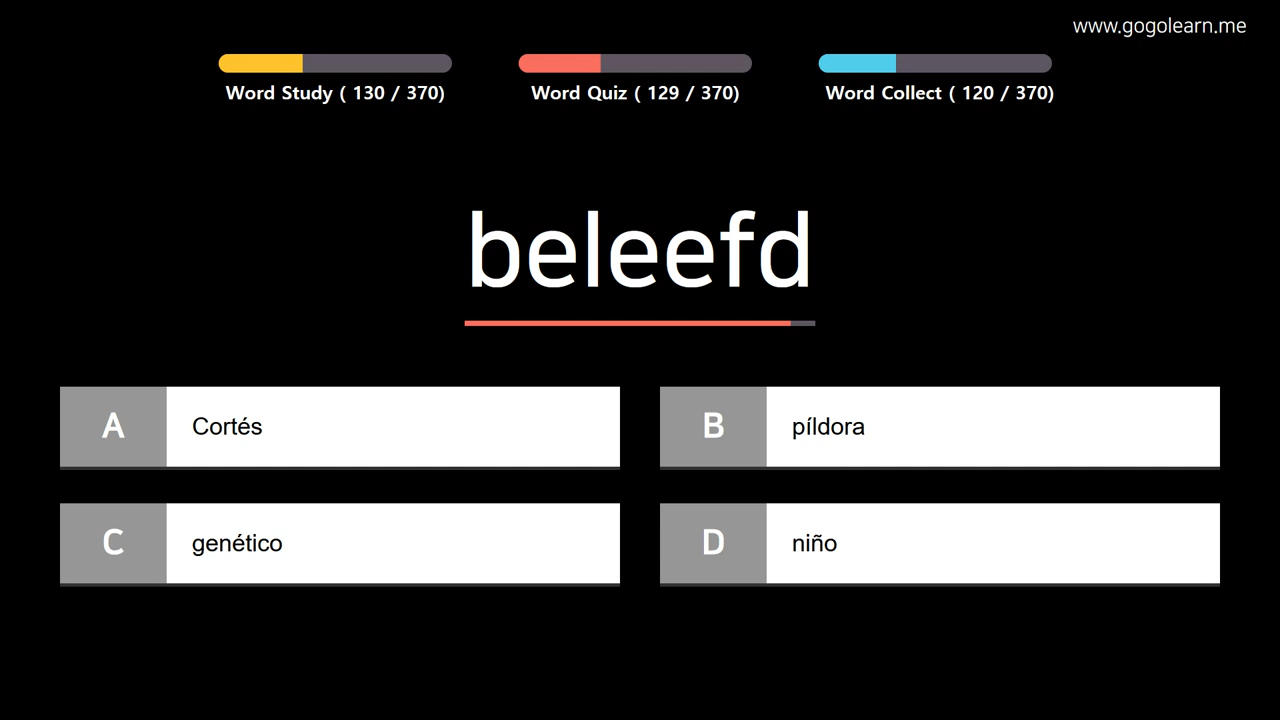 www.gogolearn.me
Word Study ( 130 / 370)
Word Quiz ( 129 / 370)
Word Collect ( 120 / 370)
beleefd
A Cortés
B píldora
C genético
D niño